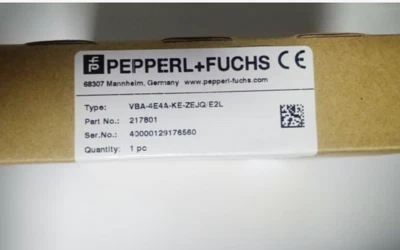 PEPPERL+FUCHS CE
68307 Mannheim, Germany www.pepperl-fuchs.com
Type: VBA-4E4A-KE-ZEJQ/E2L
Part No.: 217801
Ser.No.: 40000129178560
Quantity: 1 pc